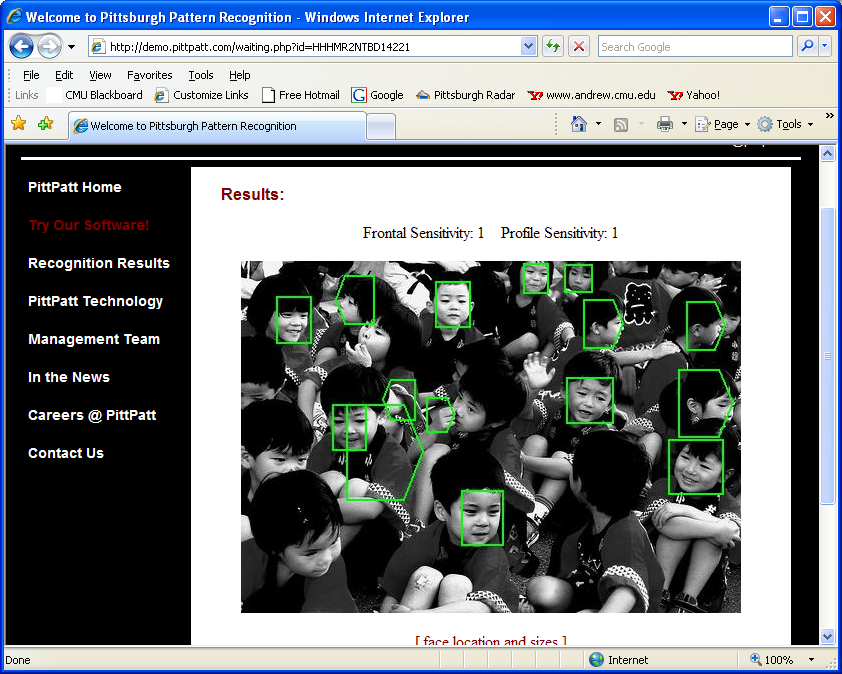 Welcome to Pittsburgh Pattern Recognition - Windows Internet Explorer
http://demo.pittpatt.com/waiting.php?id=HHHMR2NTBD14221
Search Google
File Edit View Favorites Tools Help
Links CMU Blackboard Customize Links Free Hotmail Google Pittsburgh Radar www.andrew.cmu.edu Yahoo!
Welcome to Pittsburgh Pattern Recognition Page Tools
PittPatt Home
Results:
Try Our Software!
Frontal Sensitivity: 1 Profile Sensitivity: 1
Recognition Results
PittPatt Technology
祭
Management Team
In the News
Careers @ PittPatt
Contact Us
[ face location and sizes ]
Done Internet 100%